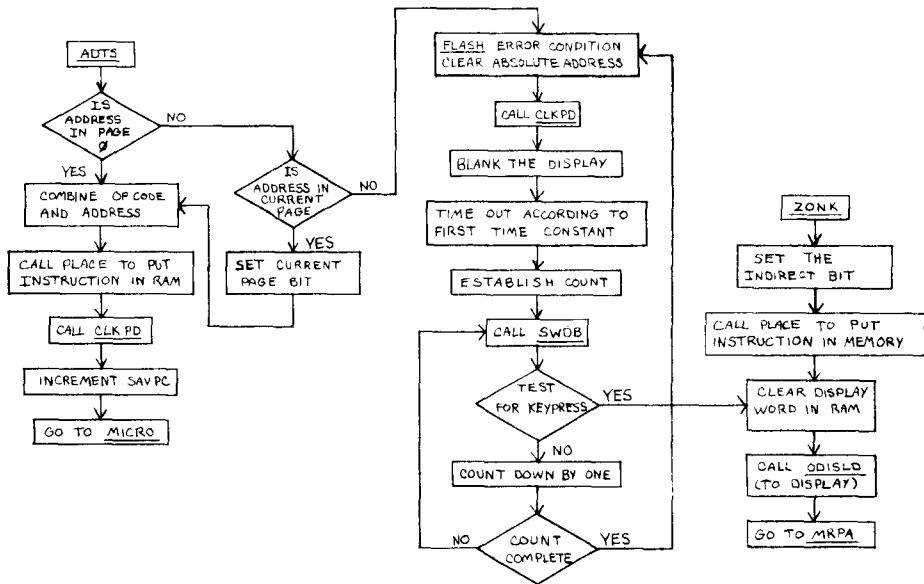 ADTS
IS
ADDRESS
IN PAGE
Ø
NO
YES
COMBINE OP CODE
AND ADDRESS
CALL PLACE TO PUT
INSTRUCTION IN RAM
CALL CLKPD
INCREMENT SAVPC
GO TO MICRO
IS
ADDRESS IN
CURRENT
PAGE
NO
YES
SET CURRENT
PAGE BIT
FLASH ERROR CONDITION
CLEAR ABSOLUTE ADDRESS
CALL CLKPD
BLANK THE DISPLAY
TIME OUT ACCORDING TO
FIRST TIME CONSTANT
ESTABLISH COUNT
CALL SWDB
TEST
FOR KEYPRESS
YES
NO
COUNT DOWN BY ONE
COUNT
COMPLETE
NO
YES
ZONK
SET THE
INDIRECT BIT
CALL PLACE TO PUT
INSTRUCTION IN MEMORY
CLEAR DISPLAY
WORD IN RAM
CALL ODISLD
(TO DISPLAY)
GO TO MRPA